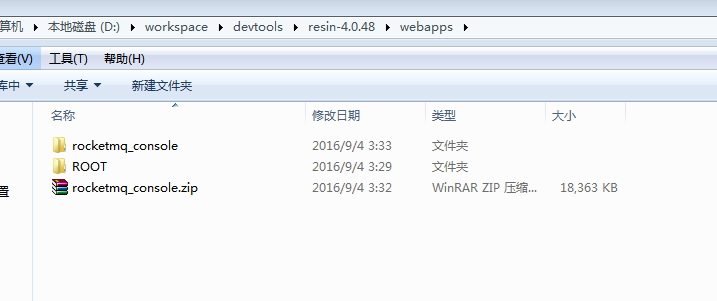 算机 ▸ 本地磁盘 (D:) ▸ workspace ▸ devtools ▸ resin-4.0.48 ▸ webapps ▸
查看(V) 工具(T) 帮助(H)
库中 ▼ 共享 ▼ 新建文件夹
名称 修改日期 类型 大小
rocketmq_console 2016/9/4 3:33 文件夹
ROOT 2016/9/4 3:29 文件夹
置 rocketmq_console.zip 2016/9/4 3:32 WinRAR ZIP 压缩... 18,363 KB